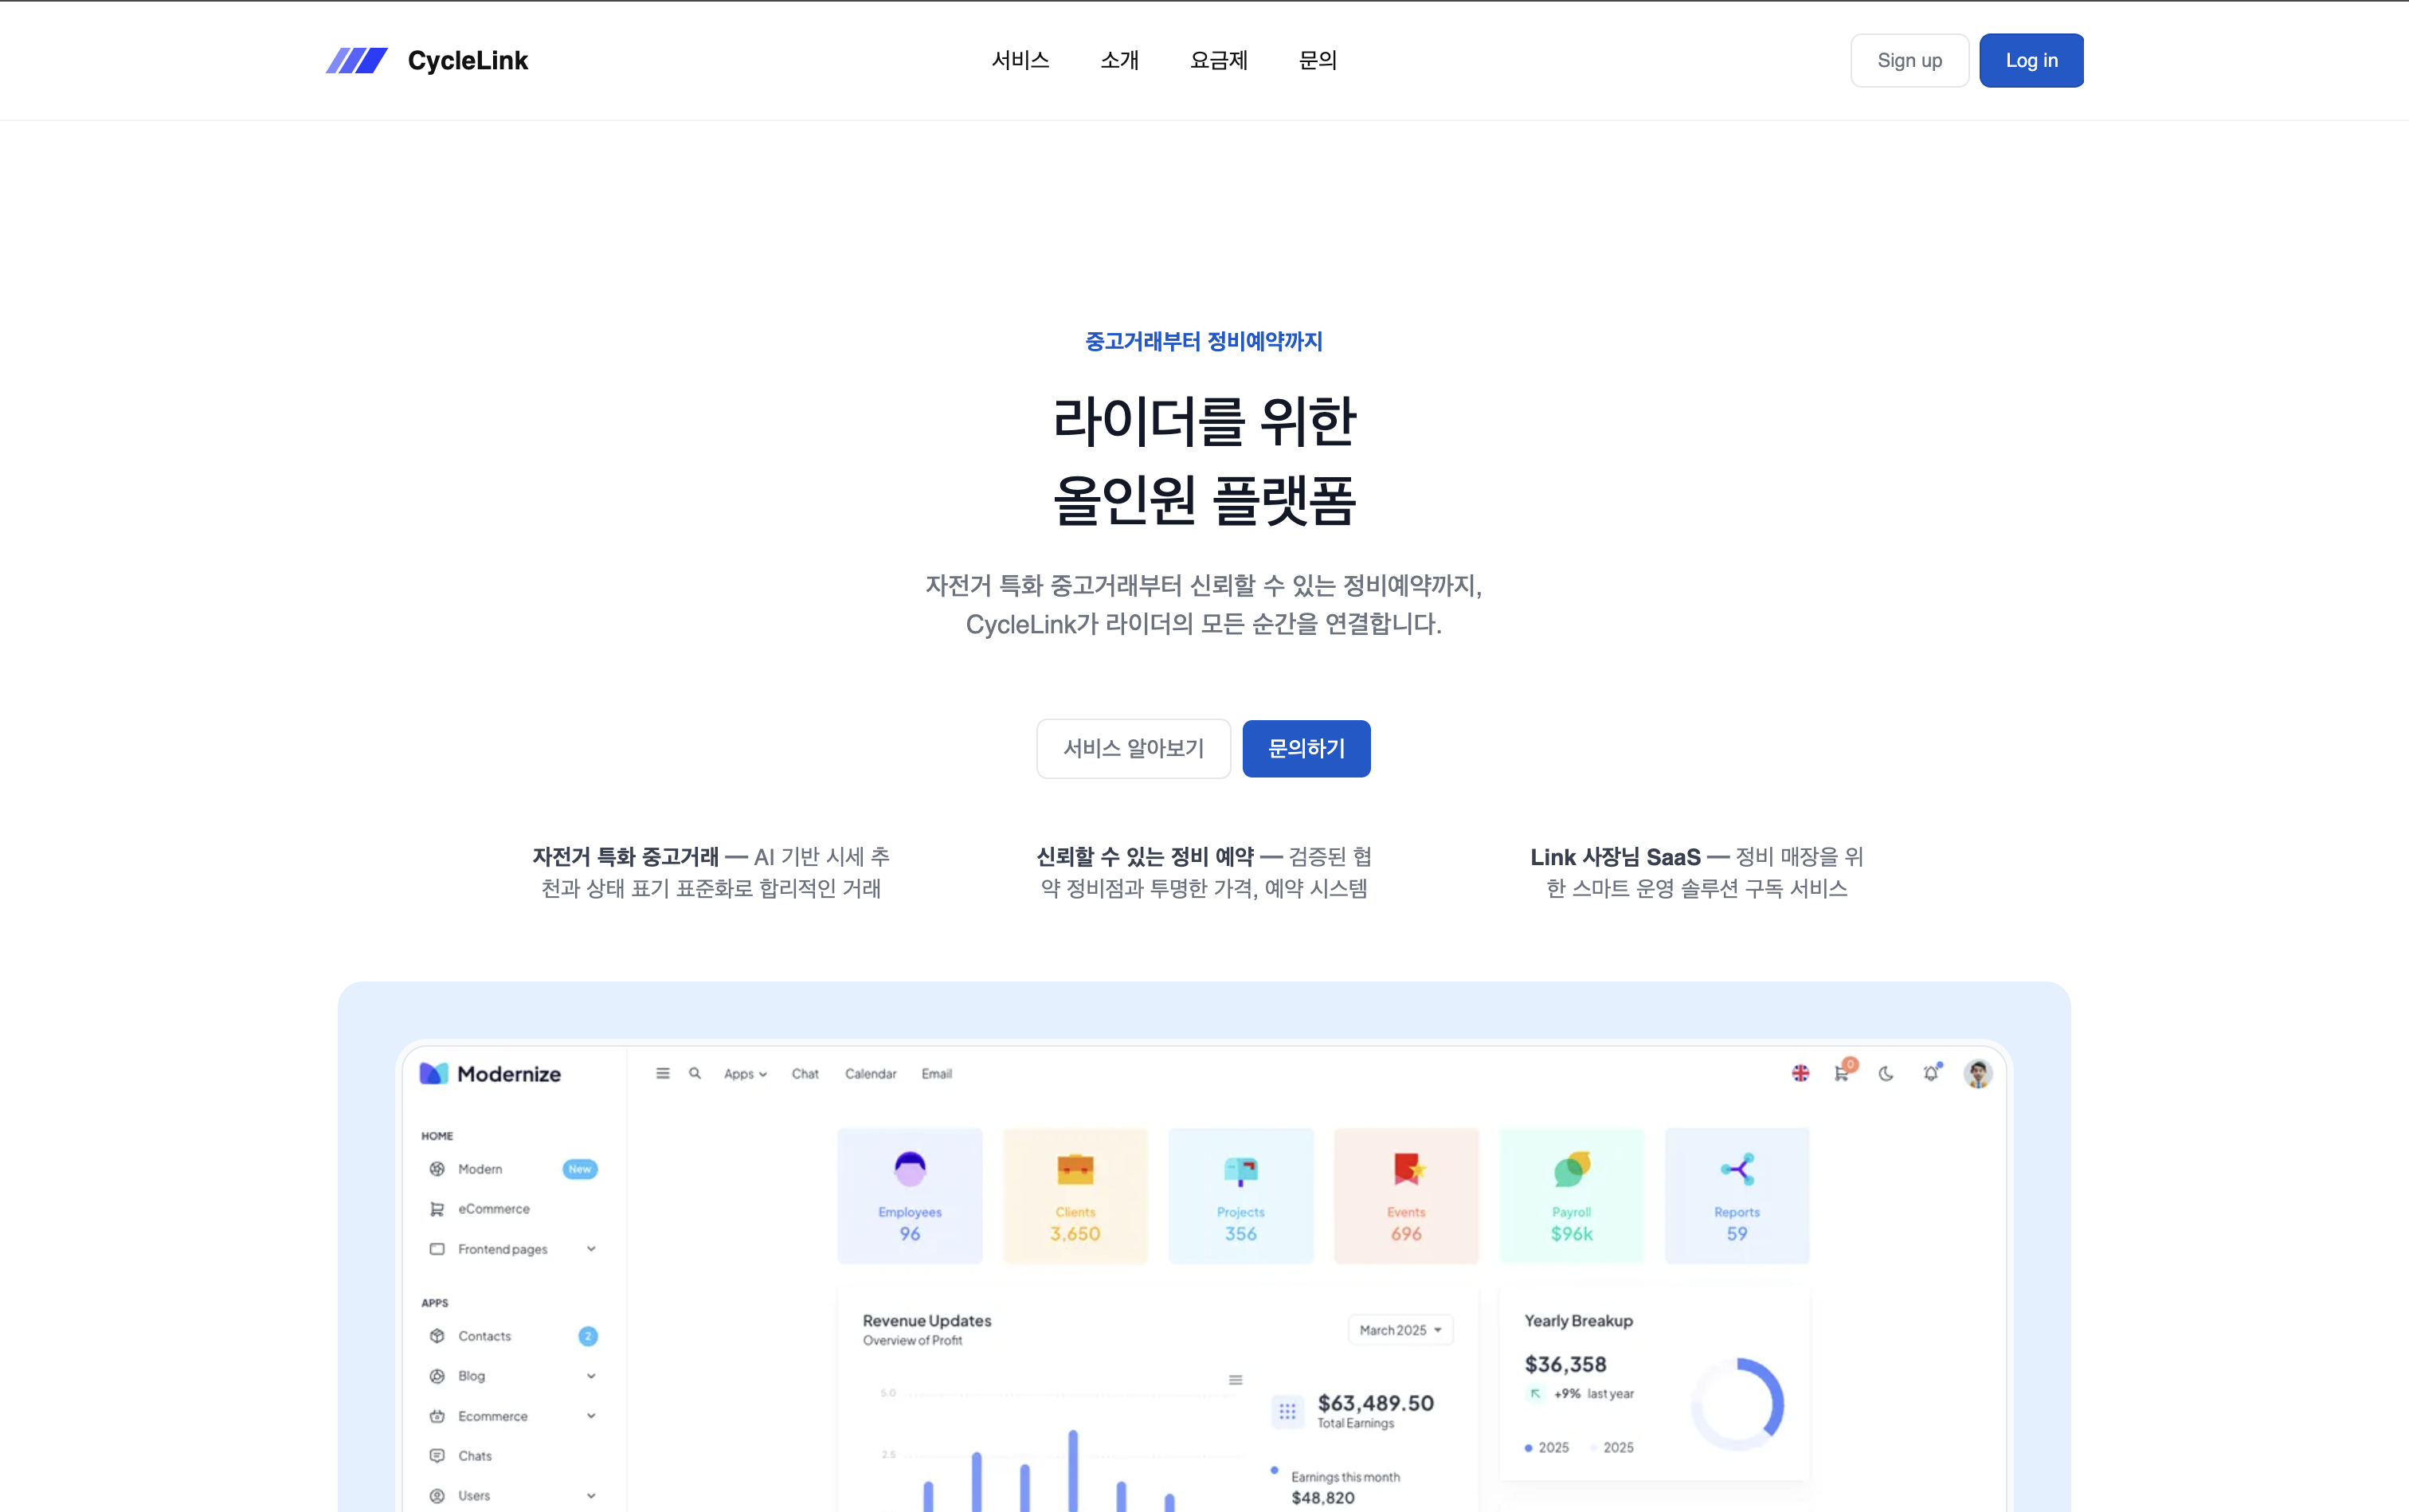 CycleLink
서비스 소개 요금제 문의
Sign up Log in
중고거래부터 정비예약까지
라이더를 위한
올인원 플랫폼
자전거 특화 중고거래부터 신뢰할 수 있는 정비예약까지,
CycleLink가 라이더의 모든 순간을 연결합니다.
서비스 알아보기 문의하기
자전거 특화 중고거래 — AI 기반 시세 추
천과 상태 표기 표준화로 합리적인 거래
신뢰할 수 있는 정비 예약 — 검증된 협
약 정비점과 투명한 가격, 예약 시스템
Link 사장님 SaaS — 정비 매장을 위
한 스마트 운영 솔루션 구독 서비스
Modernize
Apps Chat Calendar Email
0
HOME
Modern New
eCommerce
Frontend pages
APPS
Contacts 2
Blog
Ecommerce
Chats
Users
Employees
96
Clients
3,650
Projects
356
Events
696
Payroll
$96k
Reports
59
Revenue Updates
Overview of Profit
March 2025
5.0
2.5
$63,489.50
Total Earnings
Earnings this month
$48,820
Yearly Breakup
$36,358
+9% last year
2025 2025